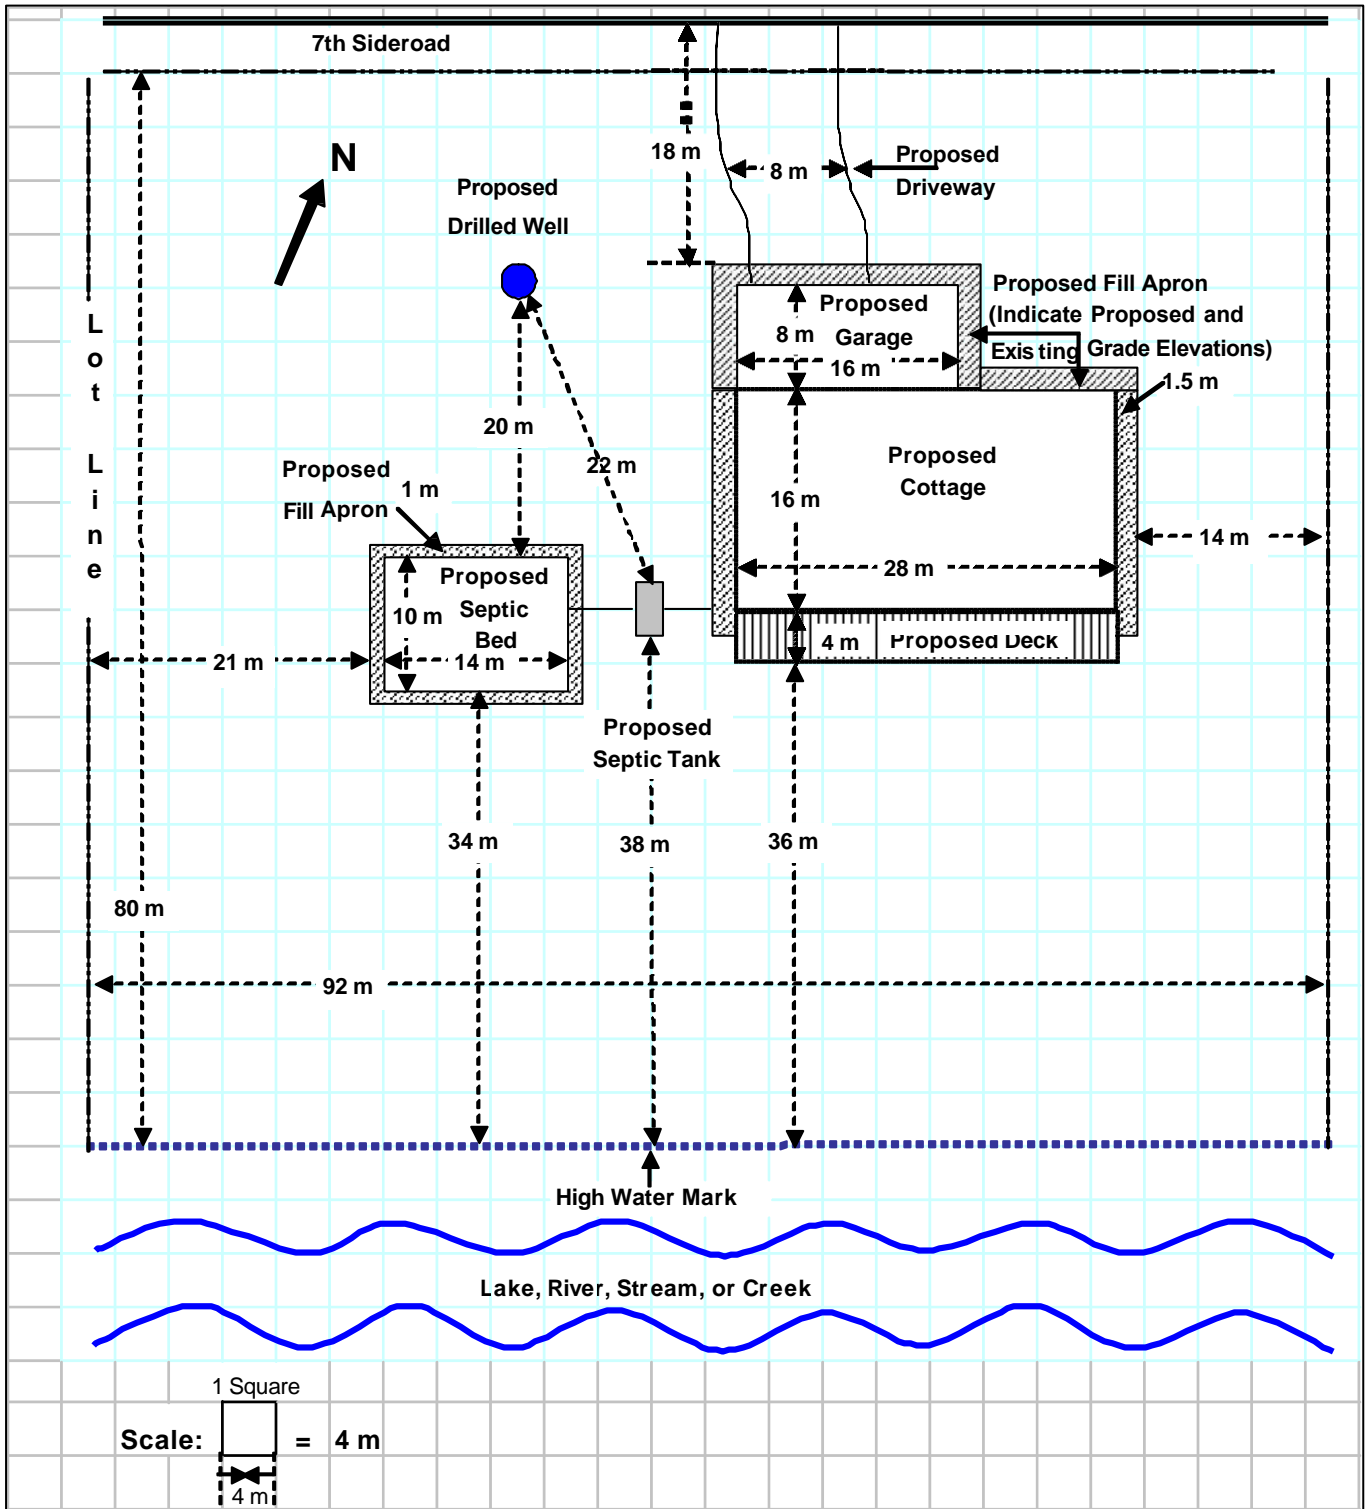 7th Sideroad
N
18 m
8 m
Proposed
Driveway
Proposed
Drilled Well
Proposed Fill Apron
(Indicate Proposed and
Existing Grade Elevations)
1.5 m
Proposed
Garage
8 m
16 m
Lot
Line
20 m
22 m
Proposed
Fill Apron
1 m
Proposed
Cottage
16 m
14 m
28 m
Proposed
Septic
Bed
10 m
14 m
21 m
4 m
Proposed Deck
Proposed
Septic Tank
34 m
38 m
36 m
80 m
92 m
High Water Mark
Lake, River, Stream, or Creek
1 Square
Scale: = 4 m
4 m